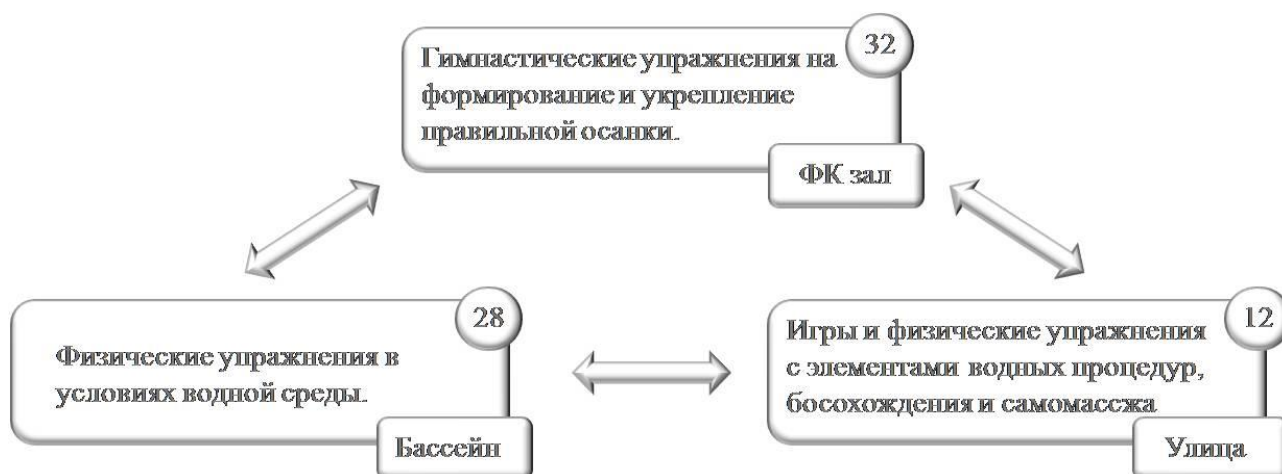 32
Гимнастические упражнения на
формирование и укрепление
правильной осанки.
ФК зал
28
Физические упражнения в
условиях водной среды.
Бассейн
12
Игры и физические упражнения
с элементами водных процедур,
босохождения и самомассжа
Улица